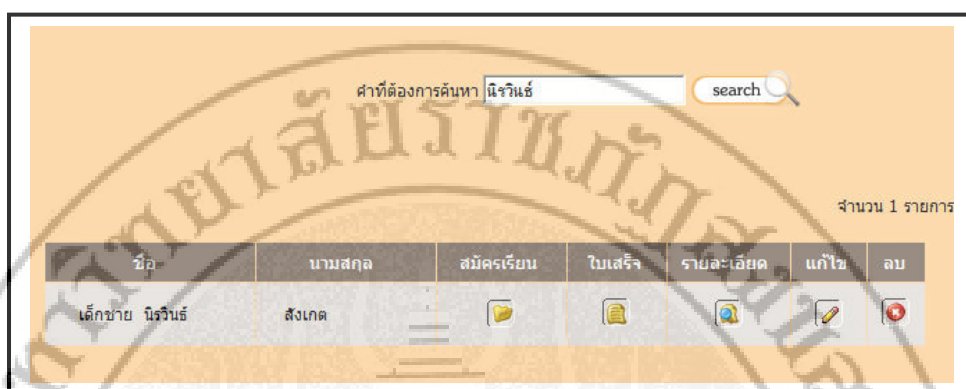 คำที่ต้องการค้นหา นิรวินธ์ search
จำนวน 1 รายการ
ชื่อ นามสกุล สมัครเรียน ใบเสร็จ รายละเอียด แก้ไข ลบ
เด็กชาย นิรวินธ์ สังเกต